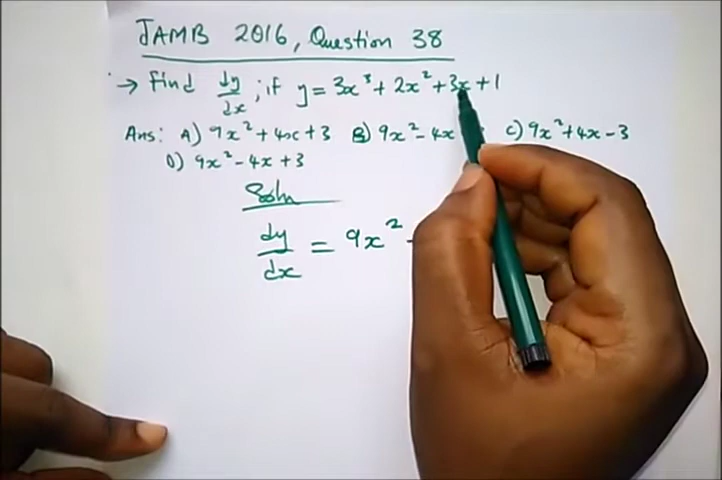 JAMB 2016, Question 38
→ Find dy/dx ; if y = 3x³ + 2x² + 3x + 1
Ans: A) 9x² + 4x + 3 B) 9x² - 4x C) 9x² + 4x - 3
D) 9x² - 4x + 3
Soln
dy/dx = 9x²